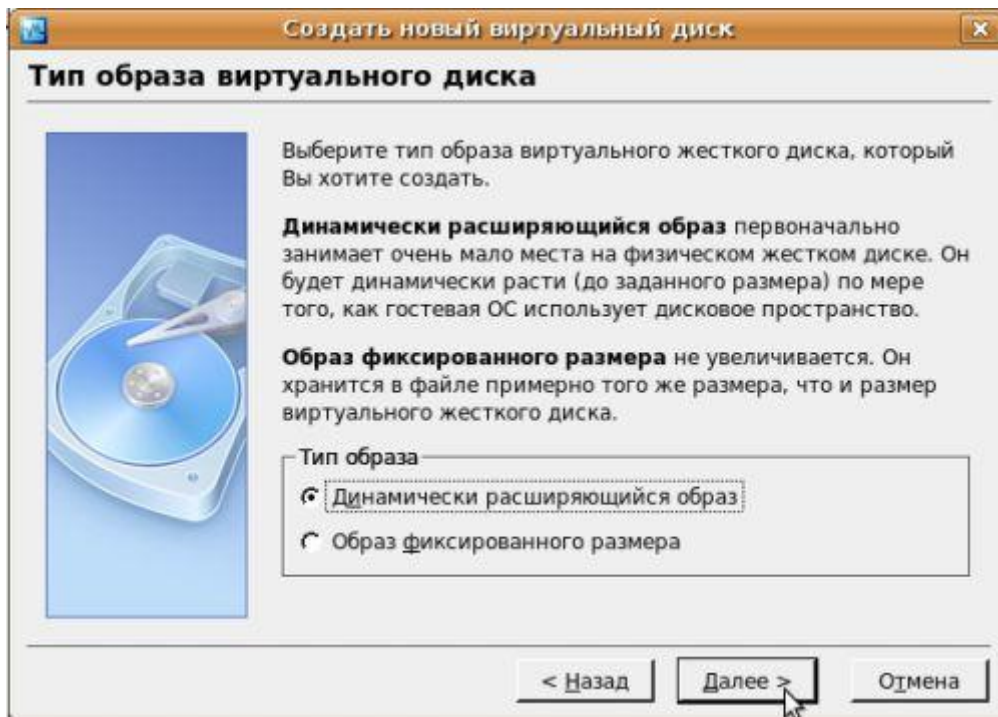 Создать новый виртуальный диск
Тип образа виртуального диска
Выберите тип образа виртуального жесткого диска, который
Вы хотите создать.
Динамически расширяющийся образ первоначально
занимает очень мало места на физическом жестком диске. Он
будет динамически расти (до заданного размера) по мере
того, как гостевая ОС использует дисковое пространство.
Образ фиксированного размера не увеличивается. Он
хранится в файле примерно того же размера, что и размер
виртуального жесткого диска.
Тип образа
Динамически расширяющийся образ
Образ фиксированного размера
< Назад
Далее >
Отмена